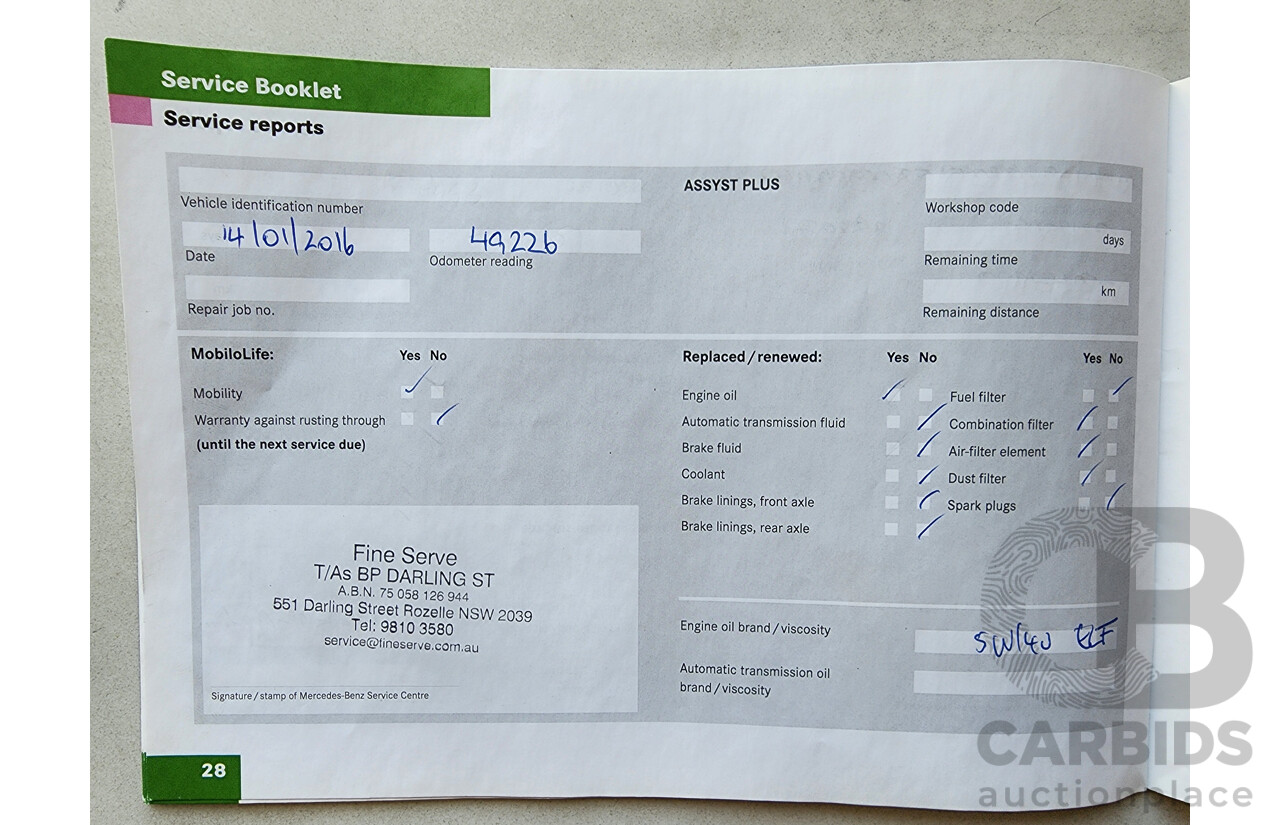 Service Booklet
Service reports
Vehicle identification number
ASSYST PLUS
Workshop code
14/01/2016
Date
49226
Odometer reading
days
Remaining time
Repair job no.
km
Remaining distance
MobiloLife: Yes No
Mobility
Warranty against rusting through
(until the next service due)
Replaced/renewed: Yes No Yes No
Engine oil Fuel filter
Automatic transmission fluid Combination filter
Brake fluid Air-filter element
Coolant Dust filter
Brake linings, front axle Spark plugs
Brake linings, rear axle
Fine Serve
T/As BP DARLING ST
A.B.N. 75 058 126 944
551 Darling Street Rozelle NSW 2039
Tel: 9810 3580
service@fineserve.com.au
Signature/stamp of Mercedes-Benz Service Centre
Engine oil brand/viscosity
5W/40 ELF
Automatic transmission oil
brand/viscosity
28
CB
CARBIDS
auctionplace